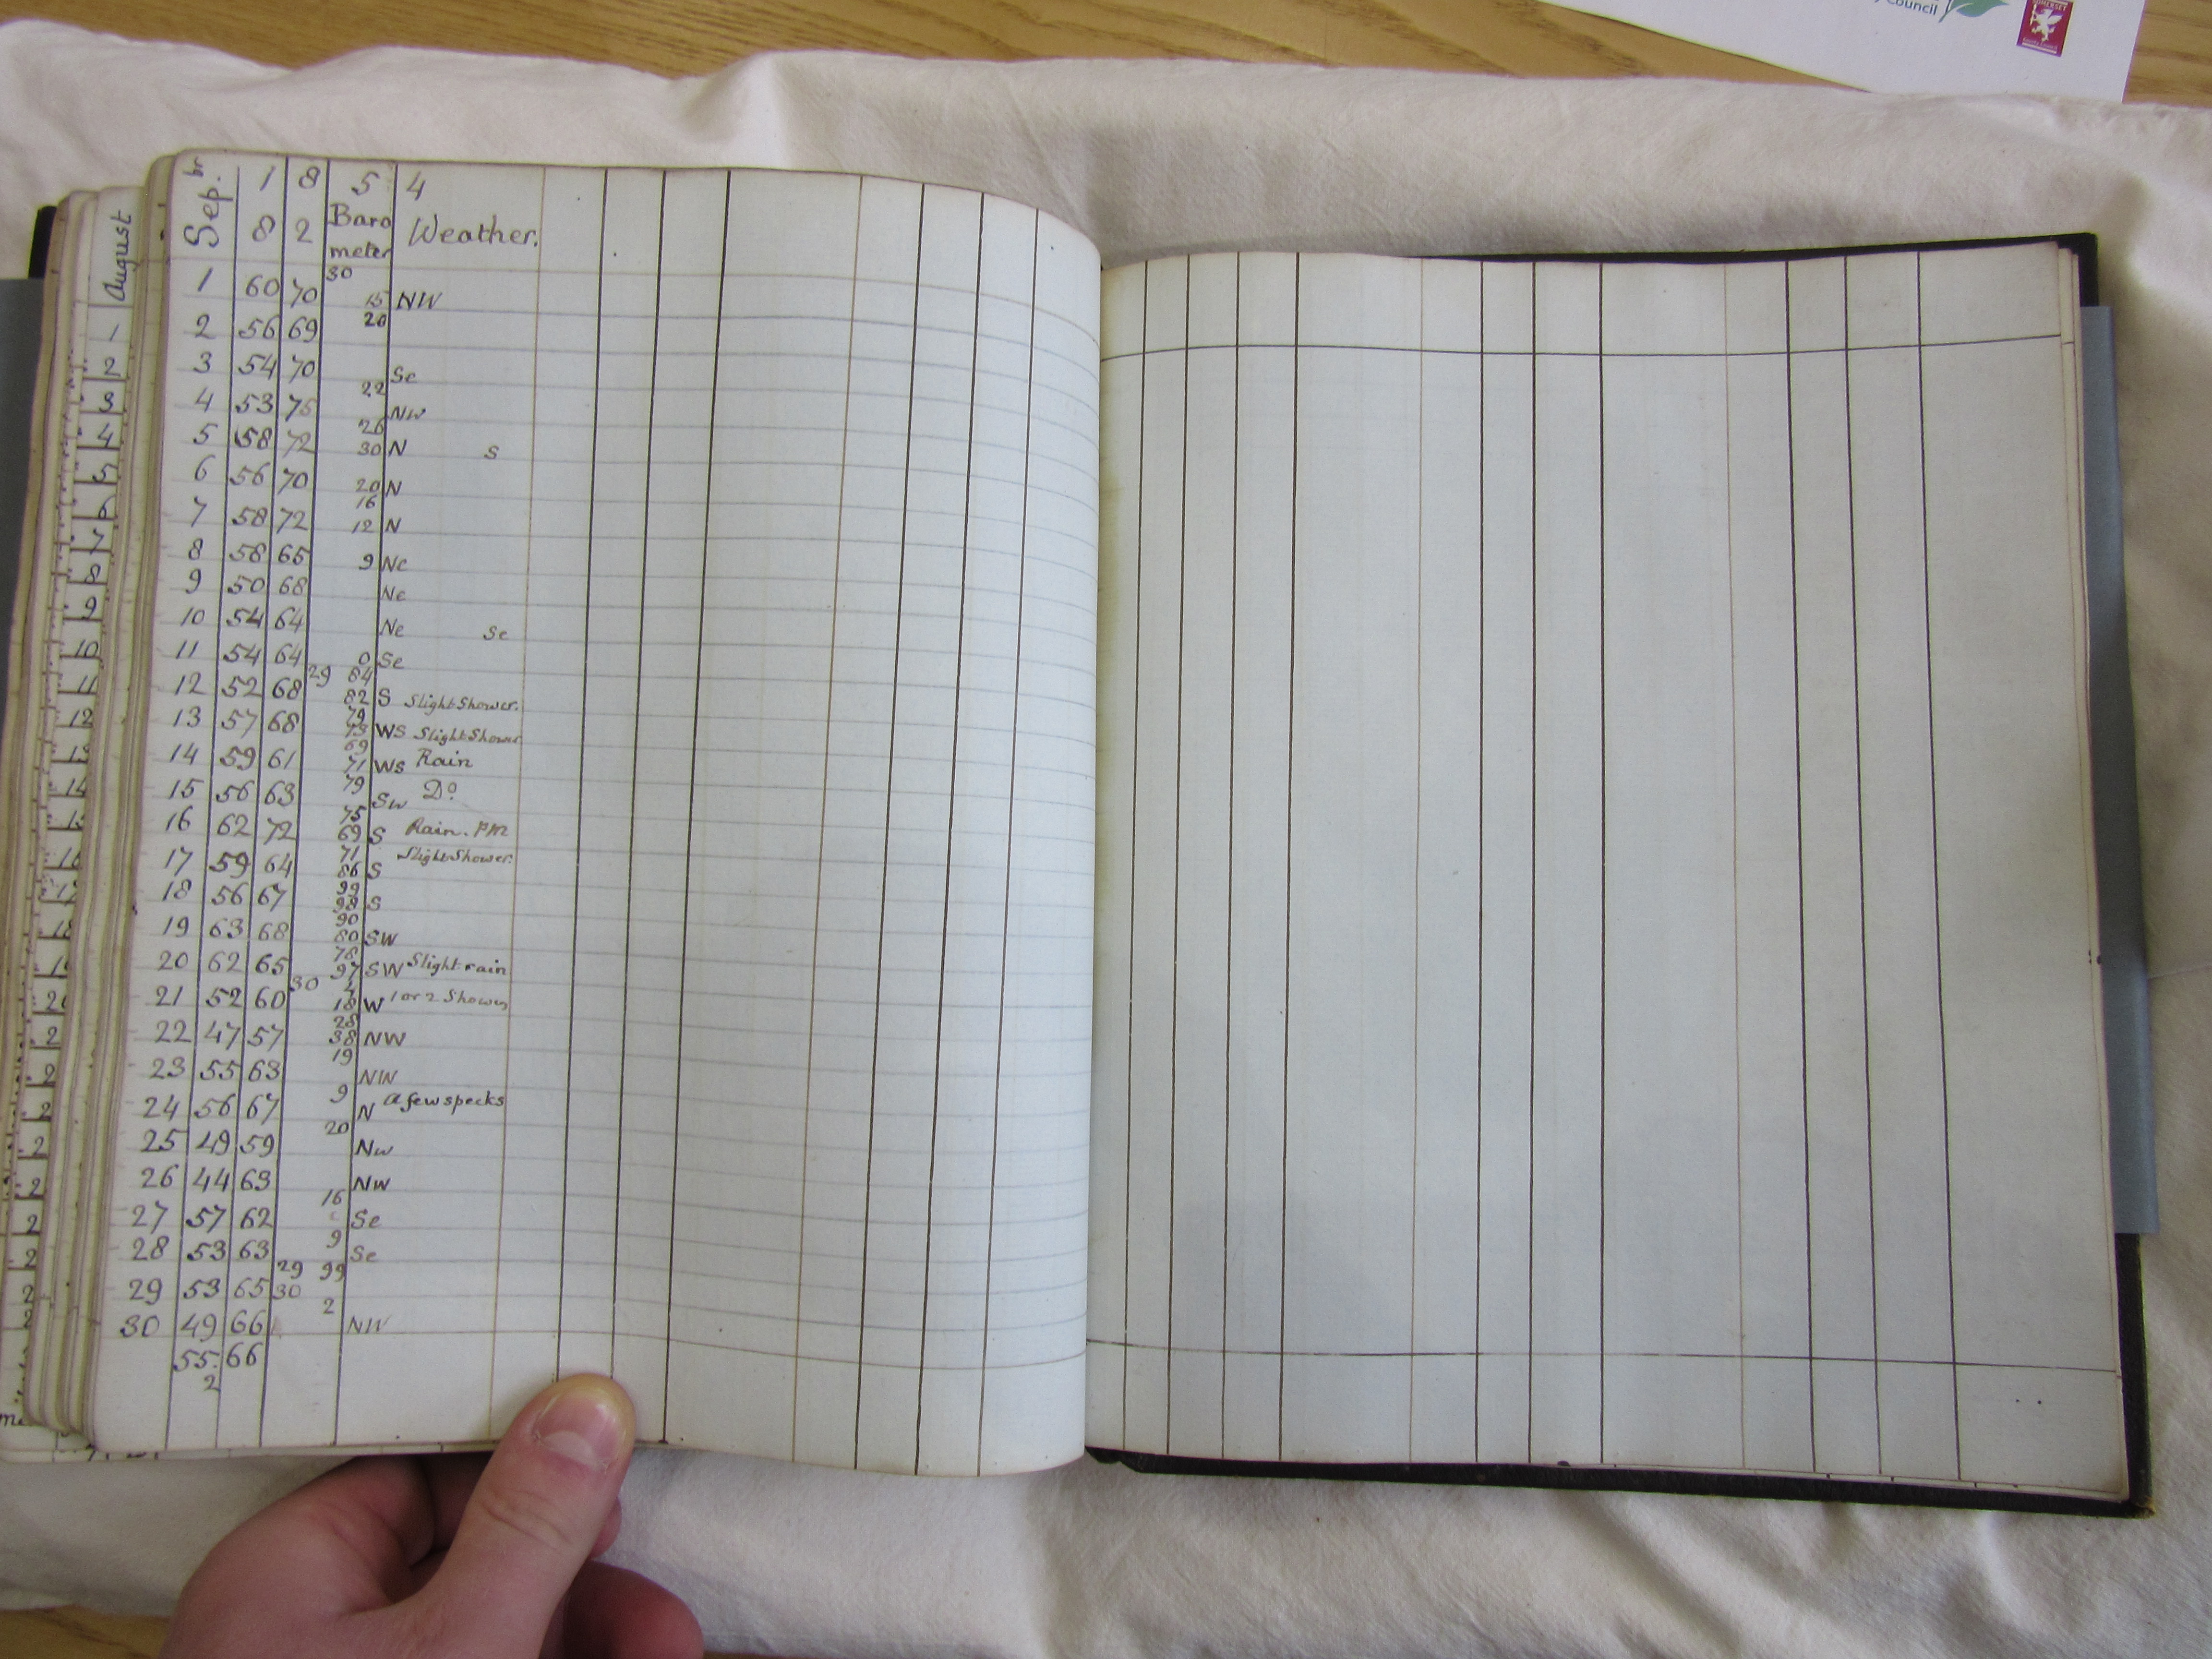 Council
SOMERSET
August
1
2
3
4
5
6
7
8
9
10
11
12
13
14
15
16
17
18
Sep.br 1 8 5 4
8 2 Barometer Weather.
30
1 60 70 15 NW
20
2 56 69
3 54 70 Se
22
4 53 75 NW
26
5 58 72 30 N S
6 56 70 20 N
16
7 58 72 12 N
8 58 65 9 Ne
9 50 68 Ne
10 54 64 Ne Se
11 54 64 0 Se
29 84
12 52 68 82 S Slight Shower.
79
13 57 68 73 WS Slight Shower
69
14 59 61 71 WS Rain
79
15 56 63 Sw Do
75
16 62 72 69 S Rain. PM
71
17 59 64 86 S Slight Shower.
99
18 56 67 98 S
90
19 63 68 80 SW
78
20 62 65 97 SW Slight rain
30 4
21 52 60 18 W 1 or 2 Showers
28
22 47 57 38 NW
19
23 55 63 NW
9
24 56 67 N a few specks
20
25 49 59 Nw
26 44 63 Nw
16
27 57 62 Se
9
28 53 63 Se
29 99
29 53 65 30
2
30 49 66 NW
55. 66
2